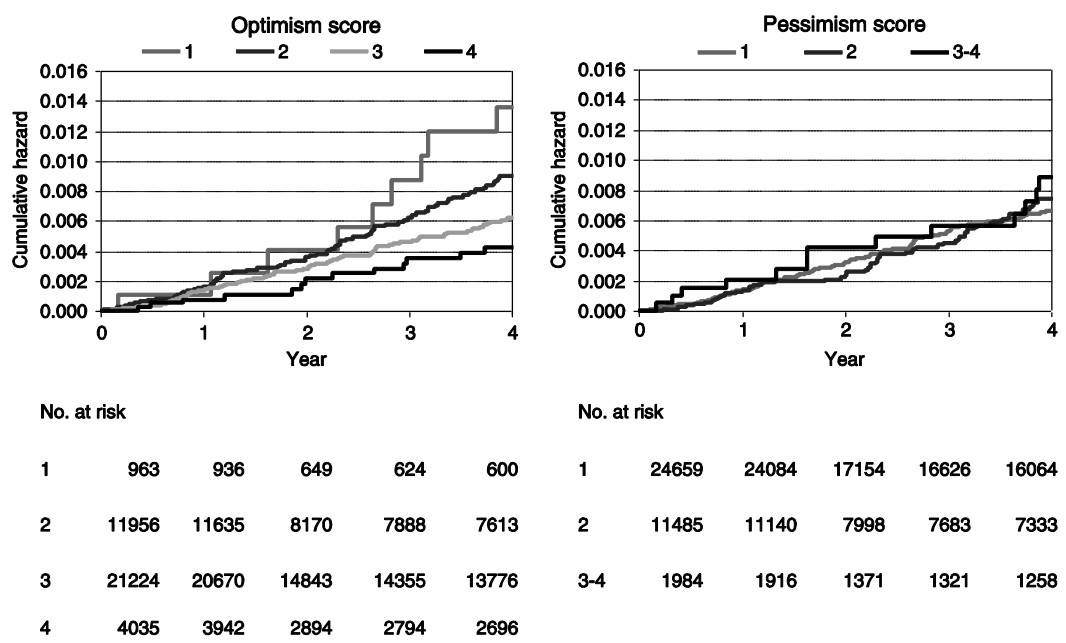 Optimism score
1 2 3 4
0.016
0.014
0.012
0.010
0.008
0.006
0.004
0.002
0.000
Cumulative hazard
0 1 2 3 4
Year
No. at risk
1 963 936 649 624 600
2 11956 11635 8170 7888 7613
3 21224 20670 14843 14355 13776
4 4035 3942 2894 2794 2696
Pessimism score
1 2 3-4
0.016
0.014
0.012
0.010
0.008
0.006
0.004
0.002
0.000
Cumulative hazard
0 1 2 3 4
Year
No. at risk
1 24659 24084 17154 16626 16064
2 11485 11140 7998 7683 7333
3-4 1984 1916 1371 1321 1258